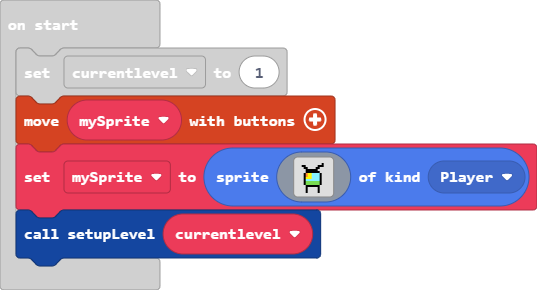 on start
set currentlevel to 1
move mySprite with buttons
set mySprite to sprite of kind Player
call setupLevel currentlevel